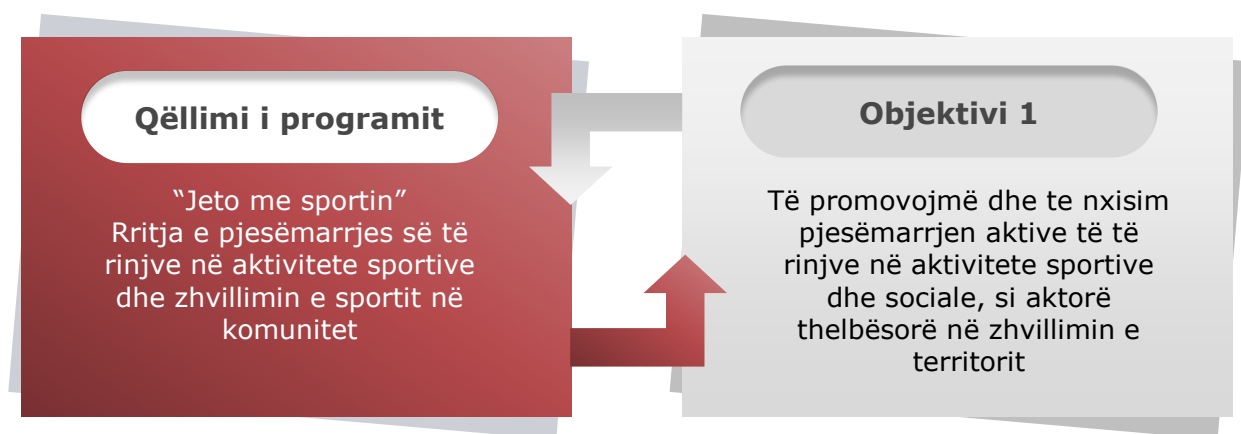 Qëllimi i programit
“Jeto me sportin”
Rritja e pjesëmarrjes së të
rinjve në aktivitete sportive
dhe zhvillimin e sportit në
komunitet
Objektivi 1
Të promovojmë dhe te nxisim
pjesëmarrjen aktive të të
rinjve në aktivitete sportive
dhe sociale, si aktorë
thelbësorë në zhvillimin e
territorit